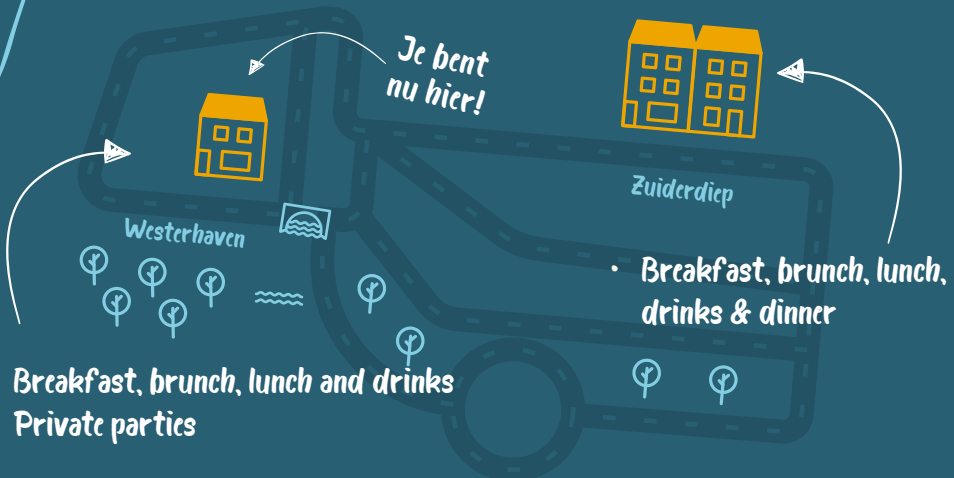 Je bent
nu hier!
Zuiderdiep
Westerhaven
• Breakfast, brunch, lunch,
drinks & dinner
Breakfast, brunch, lunch and drinks
Private parties